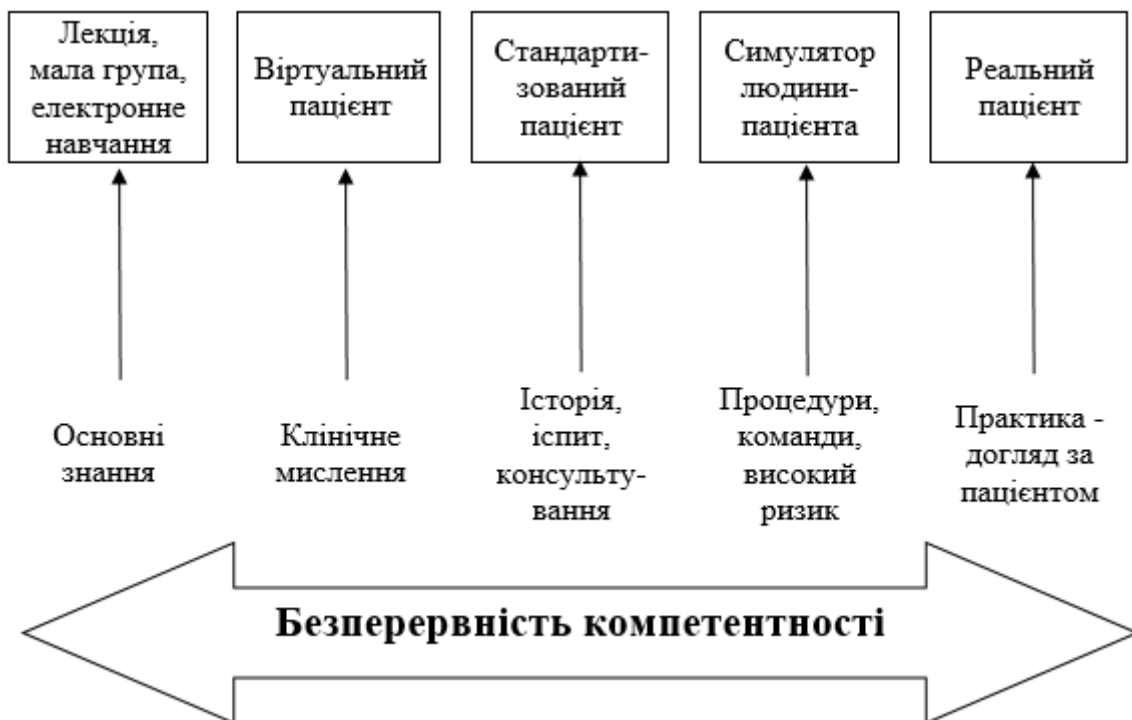 Лекція,
мала група,
електронне
навчання
Віртуальний
пацієнт
Стандарти-
зований
пацієнт
Симулятор
людини-
пацієнта
Реальний
пацієнт
Основні
знання
Клінічне
мислення
Історія,
іспит,
консульту-
вання
Процедури,
команди,
високий
ризик
Практика -
догляд за
пацієнтом
Безперервність компетентності